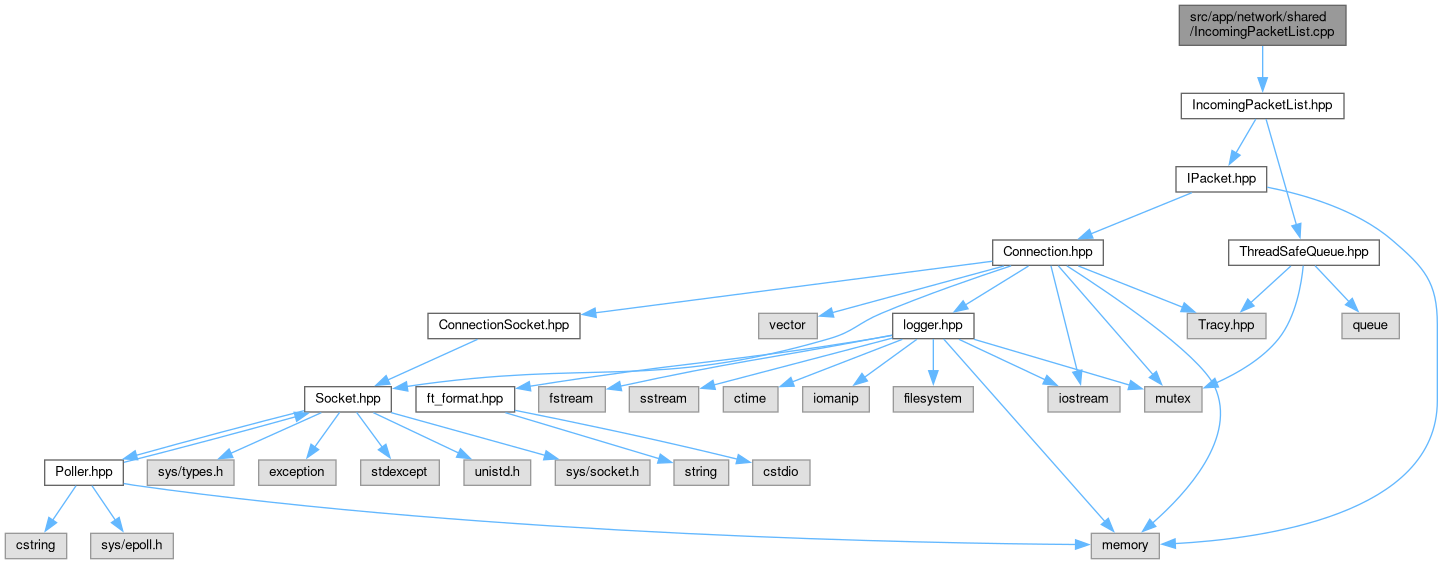 src/app/network/shared
/IncomingPacketList.cpp
IncomingPacketList.hpp
IPacket.hpp
Connection.hpp
ThreadSafeQueue.hpp
ConnectionSocket.hpp
vector
logger.hpp
Tracy.hpp
queue
Socket.hpp
ft_format.hpp
fstream
sstream
ctime
iomanip
filesystem
iostream
mutex
Poller.hpp
sys/types.h
exception
stdexcept
unistd.h
sys/socket.h
string
cstdio
cstring
sys/epoll.h
memory